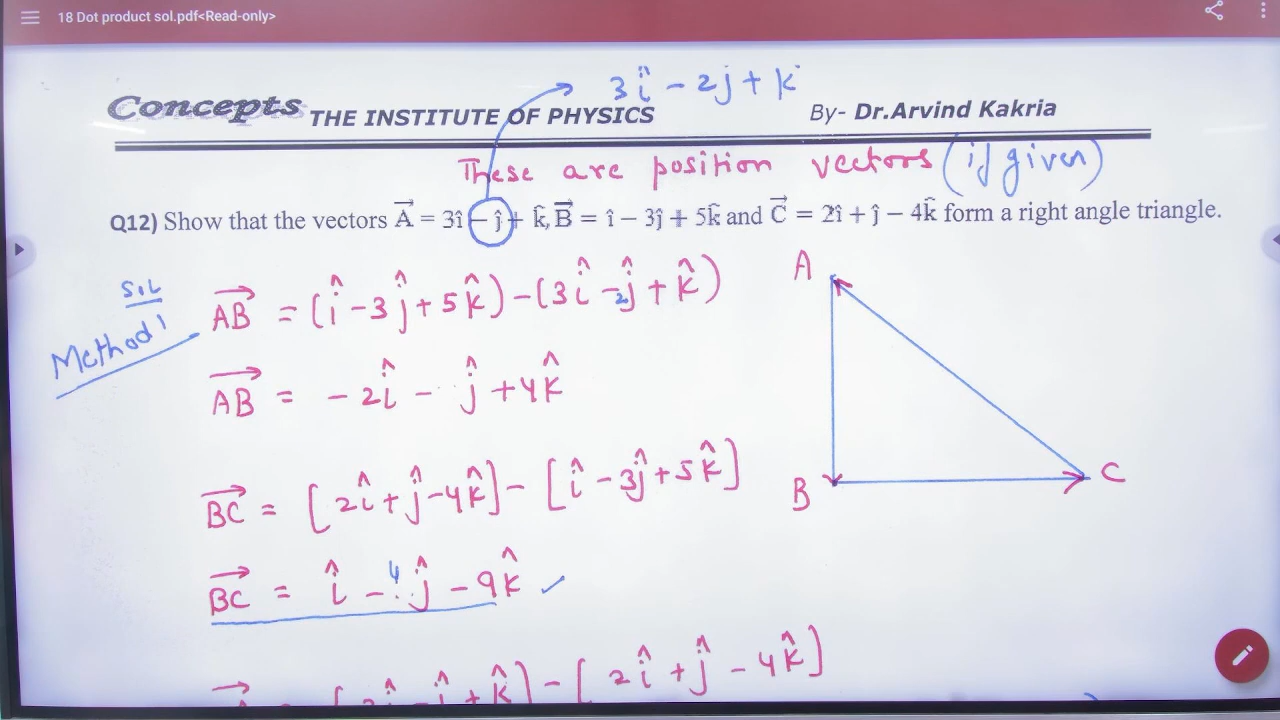 18 Dot product sol.pdf<Read-only>
3î - 2j + k
Concepts THE INSTITUTE OF PHYSICS By- Dr.Arvind Kakria
These are position vectors (if given)
Q12) Show that the vectors A⃗ = 3î − ĵ + k̂, B⃗ = î − 3ĵ + 5k̂ and C⃗ = 2î + ĵ − 4k̂ form a right angle triangle.
Sol
Method 1
AB⃗ = (î - 3ĵ + 5k̂) - (3î - 2ĵ + k̂)
AB⃗ = - 2î - ĵ + 4k̂
BC⃗ = [2î + ĵ - 4k̂] - [î - 3ĵ + 5k̂]
BC⃗ = î - 4ĵ - 9k̂
+ k̂) - [2î + ĵ - 4k̂]
A
B
C